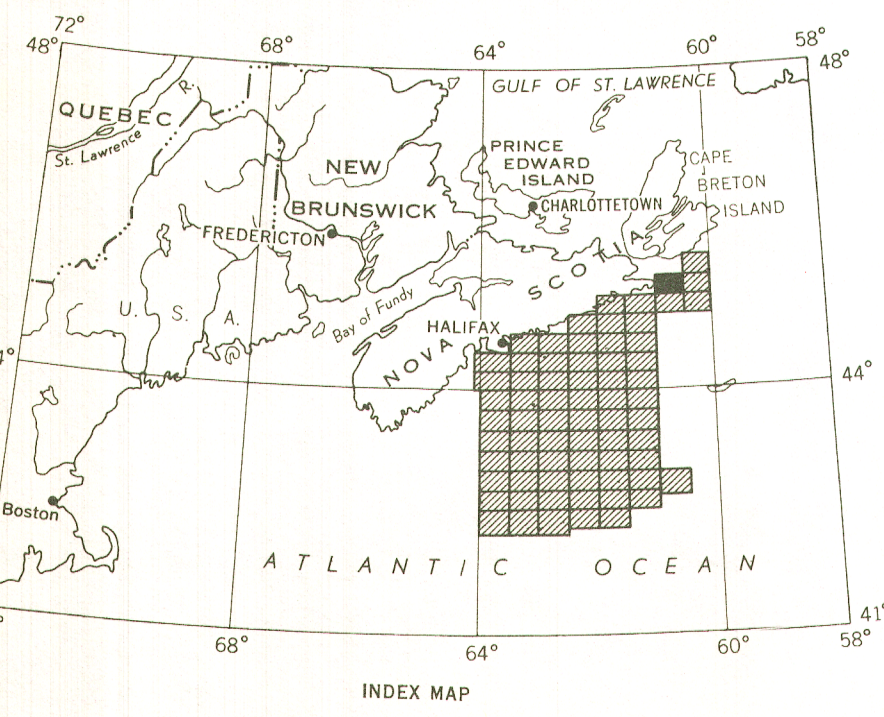 72°
48°
68°
64°
60°
58°
48°
GULF OF ST. LAWRENCE
R.
QUEBEC
St. Lawrence
PRINCE
EDWARD
ISLAND
CAPE
BRETON
ISLAND
NEW
BRUNSWICK
CHARLOTTETOWN
FREDERICTON
U. S. A.
Bay of Fundy
HALIFAX
NOVA SCOTIA
4°
44°
Boston
ATLANTIC OCEAN
°
68°
64°
60°
41°
58°
INDEX MAP